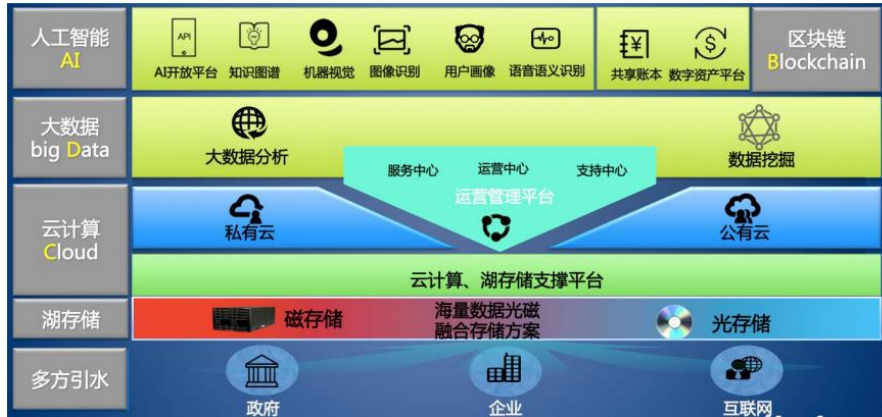 人工智能
AI
API
AI开放平台 知识图谱 机器视觉 图像识别 用户画像 语音语义识别
共享账本 数字资产平台
区块链
Blockchain
大数据
big Data
大数据分析
数据挖掘
服务中心 运营中心 支持中心
运营管理平台
云计算
Cloud
私有云
公有云
云计算、湖存储支撑平台
湖存储
磁存储
海量数据光磁
融合存储方案
光存储
多方引水
政府
企业
互联网